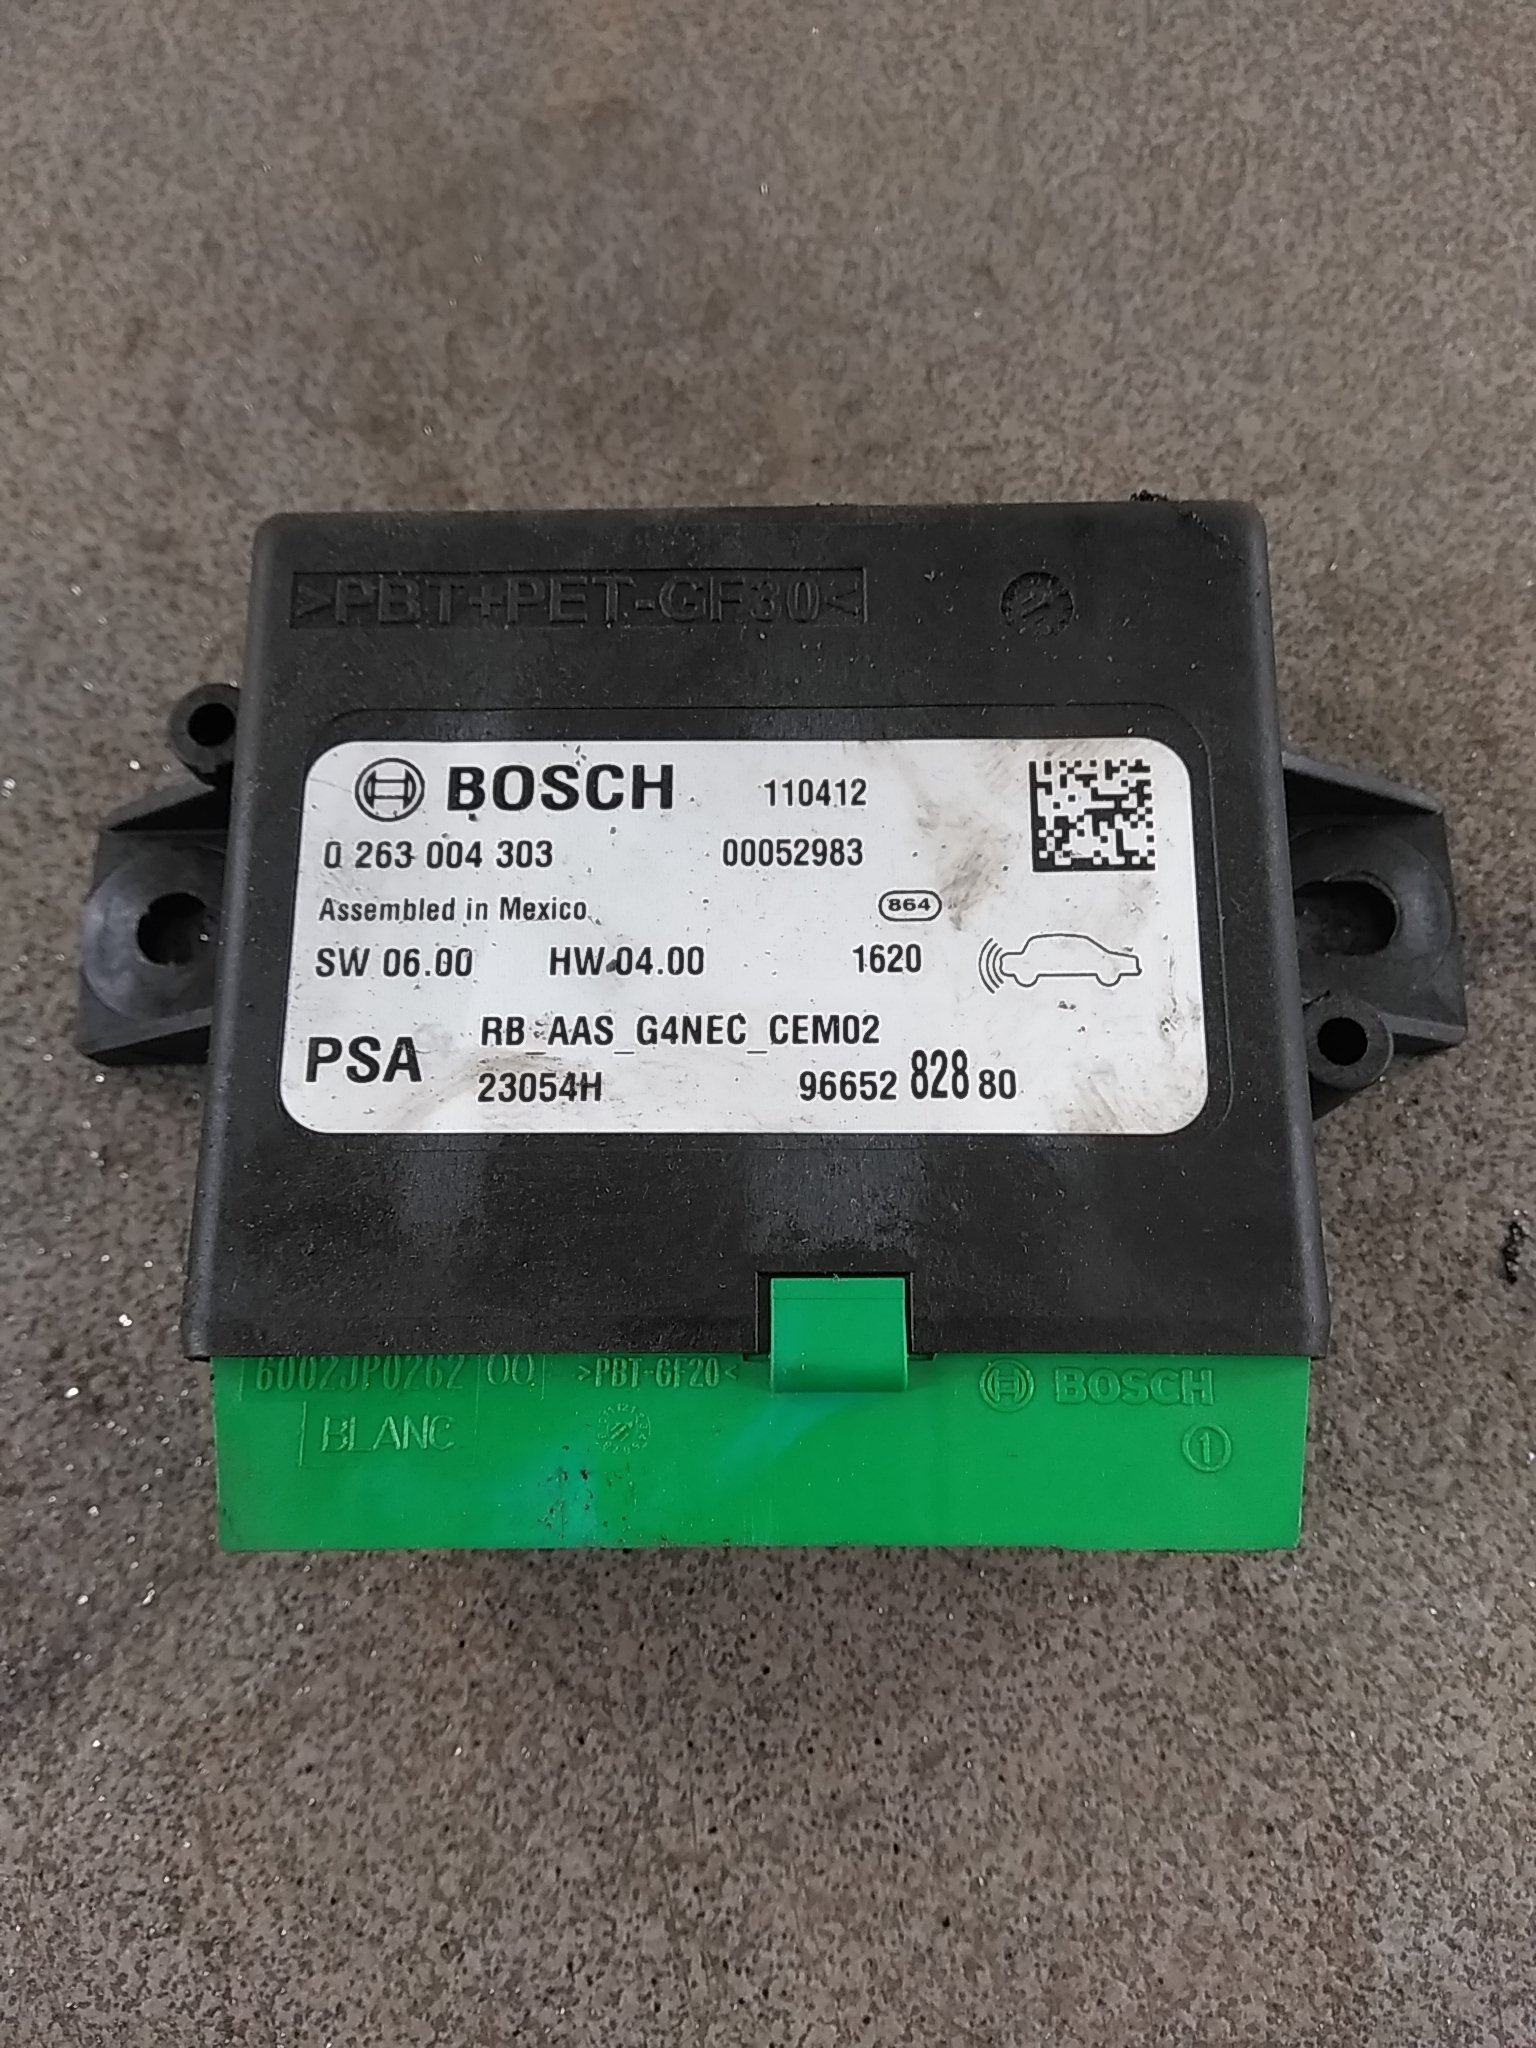 >PBT+PET-GF30<
BOSCH 110412
0 263 004 303 00052983
Assembled in Mexico 864
SW 06.00 HW 04.00 1620
RB_AAS_G4NEC_CEM02
PSA
23054H 96652 828 80
6002JP0262 00 >PBT-GF20< BOSCH
BLANC 1